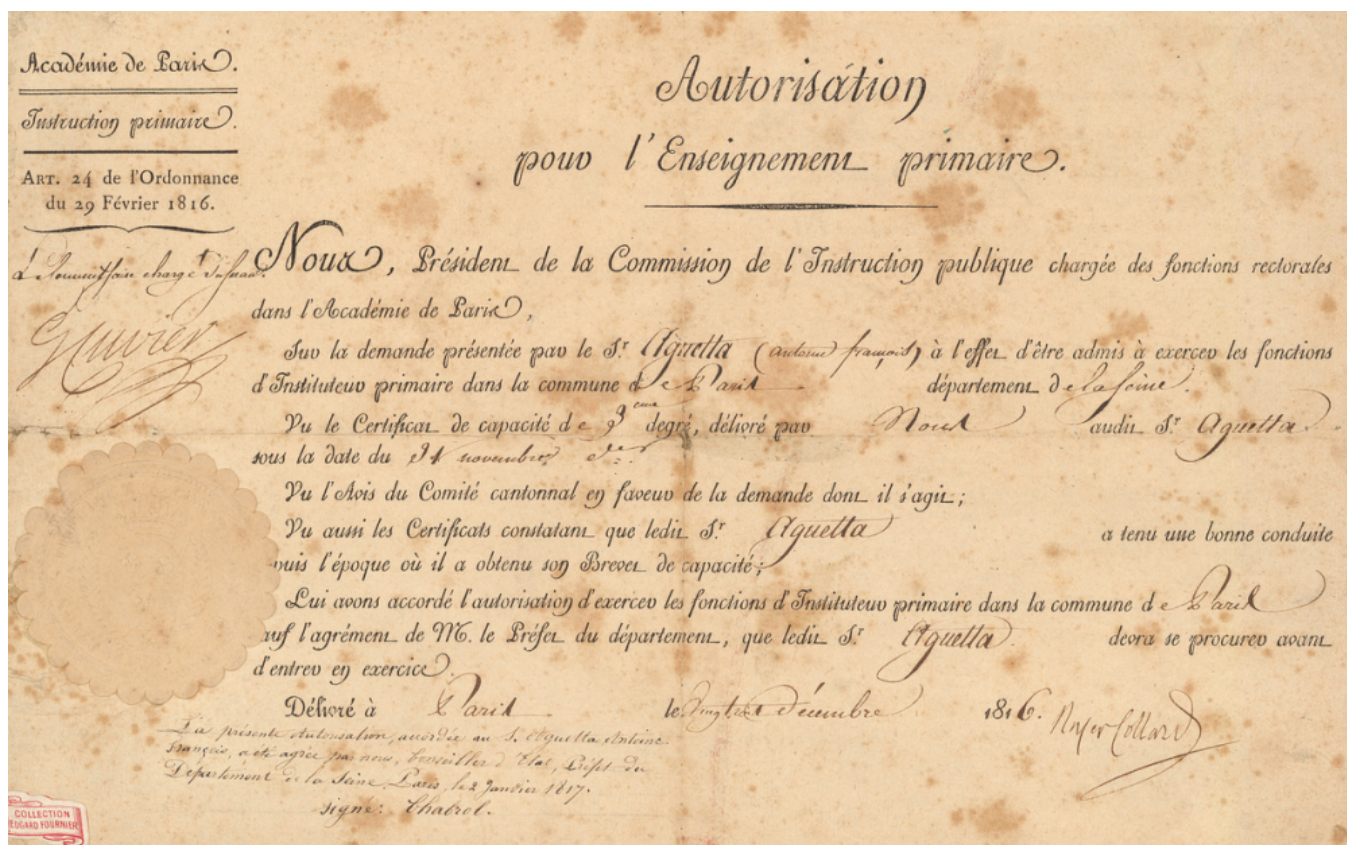 Académie de Paris.
Instruction primaire.
ART. 24 de l'Ordonnance
du 29 Février 1816.
chargé
Cuvier
Autorisation
pour l'Enseignement primaire.
Nous, Président de la Commission de l'Instruction publique chargée des fonctions rectorales
dans l'Académie de Paris,
Sur la demande présentée par le Sr Aguetta (antoine françois) à l'effet d'être admis à exercer les fonctions
d'Instituteur primaire dans la commune de Paris département de la Seine.
Vu le Certificat de capacité de 3eme degré, délivré par Nous audit Sr Aguetta
sous la date du novembre
Vu l'Avis du Comité cantonnal en faveur de la demande dont il s'agit;
Vu aussi les Certificats constatant que ledit Sr Aguetta a tenu une bonne conduite
puis l'époque où il a obtenu son Brevet de capacité;
Lui avons accordé l'autorisation d'exercer les fonctions d'Instituteur primaire dans la commune de Paris
auf l'agrément de M. le Préfet du département, que ledit Sr Aguetta devra se procurer avant
d'entrer en exercice.
Délivré à Paris le décembre 1816.
Royer Collard
La présente Autorisation, accordée au S. Aguetta Antoine
François, a été agréée par nous, Conseiller d'Etat, Préfet du
Département de la Seine, Paris, le 2 Janvier 1817.
signé: Chabrol.
COLLECTION
EDGARD FOURNIER